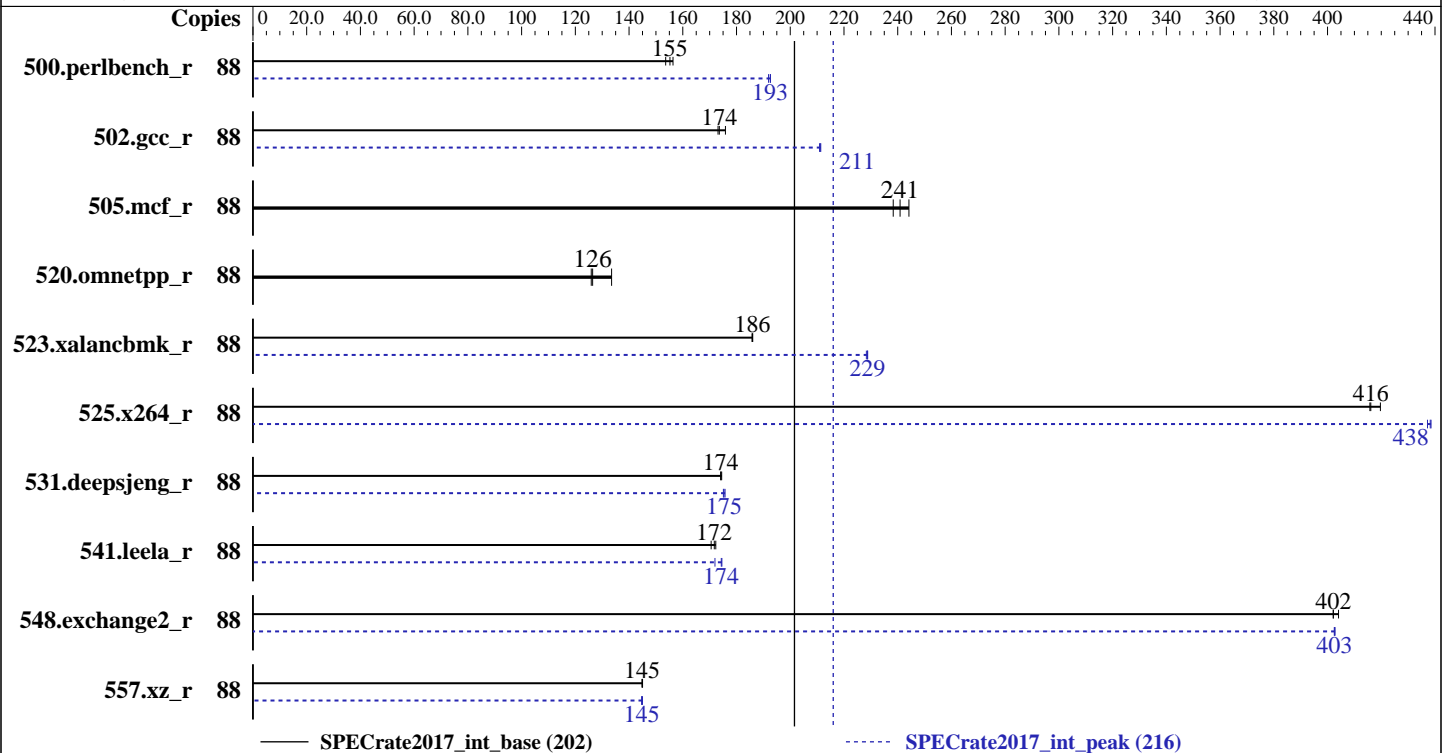 Copies 0 20.0 40.0 60.0 80.0 100 120 140 160 180 200 220 240 260 280 300 320 340 360 380 400 440
500.perlbench_r 88 155
193
502.gcc_r 88 174
211
505.mcf_r 88 241
520.omnetpp_r 88 126
523.xalancbmk_r 88 186
229
525.x264_r 88 416
438
531.deepsjeng_r 88 174
175
541.leela_r 88 172
174
548.exchange2_r 88 402
403
557.xz_r 88 145
145
SPECrate2017_int_base (202) SPECrate2017_int_peak (216)